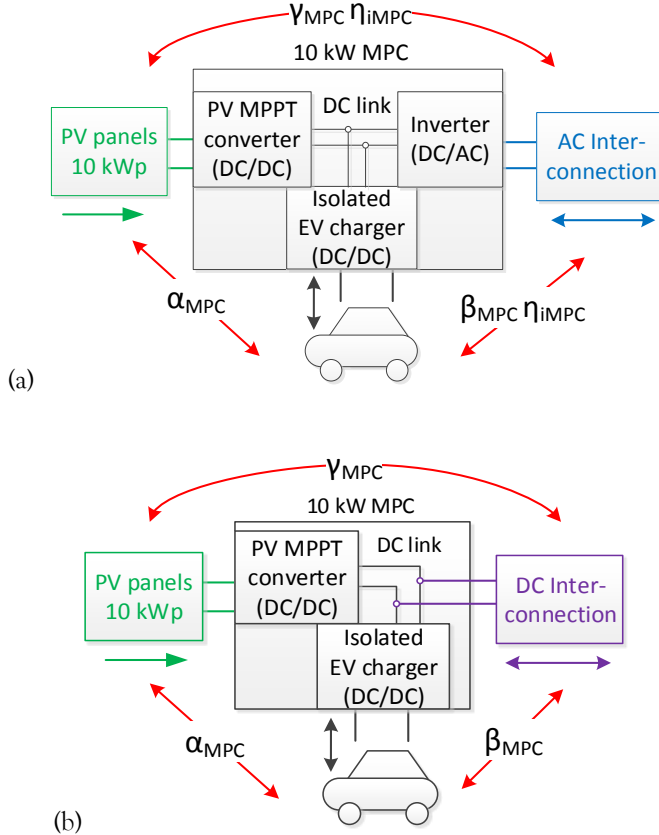 γMPC ηiMPC
10 kW MPC
PV panels
10 kWp
PV MPPT
converter
(DC/DC)
DC link
Inverter
(DC/AC)
AC Inter-
connection
Isolated
EV charger
(DC/DC)
αMPC
βMPC ηiMPC
(a)
γMPC
10 kW MPC
PV panels
10 kWp
PV MPPT
converter
(DC/DC)
DC link
DC Inter-
connection
Isolated
EV charger
(DC/DC)
αMPC
βMPC
(b)